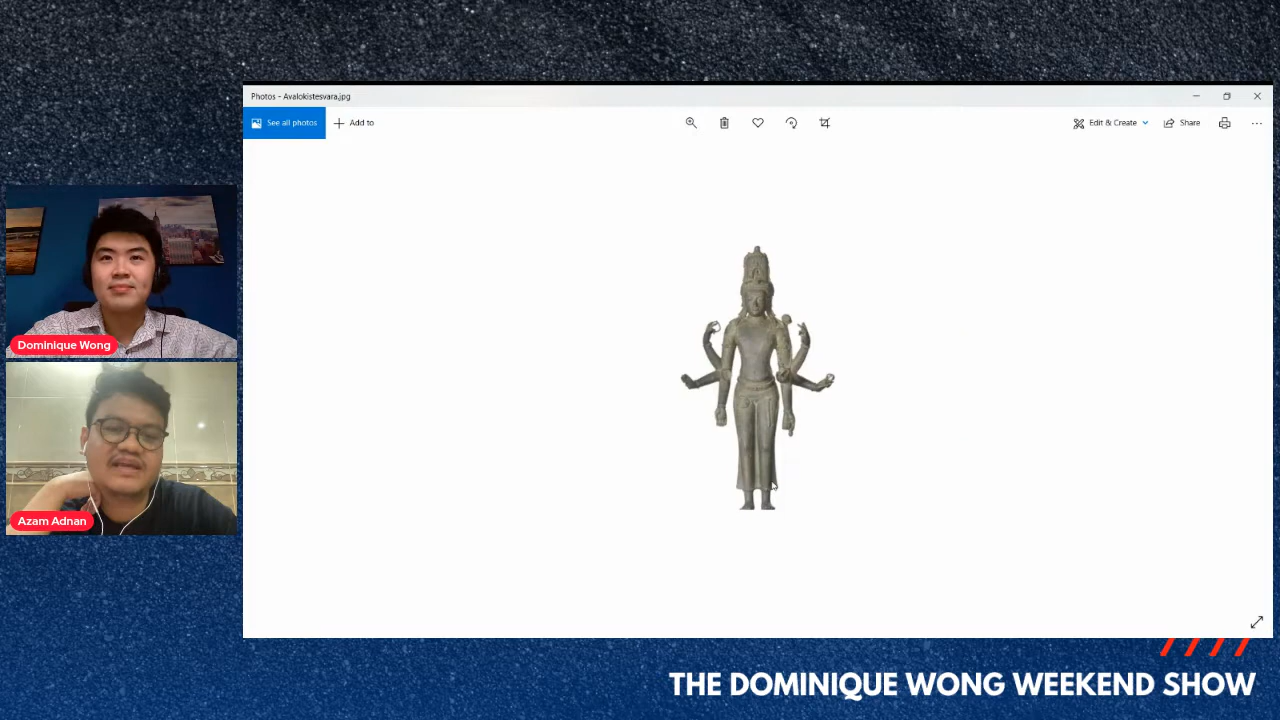 Photos - Avalokistesvara.jpg
See all photos
Add to
Edit & Create
Share
Dominique Wong
Azam Adnan
THE DOMINIQUE WONG WEEKEND SHOW